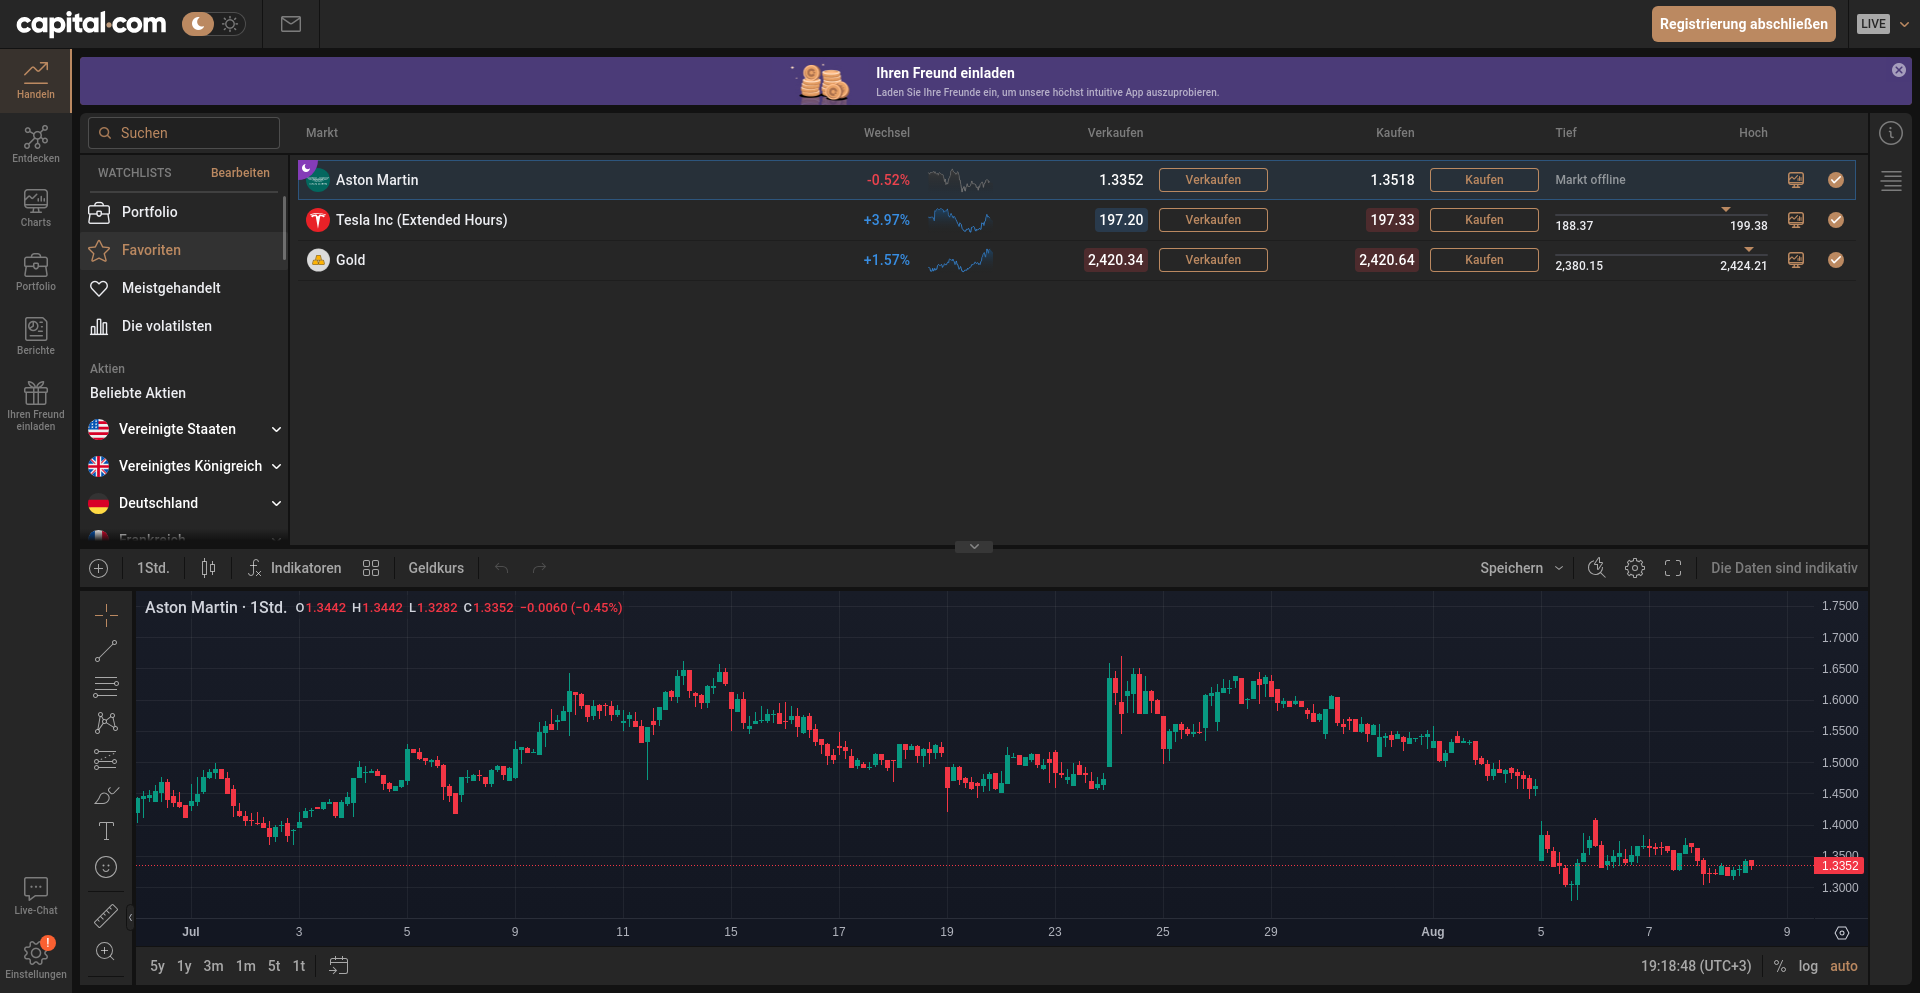 capital.com
Registrierung abschließen
LIVE
Handeln
Ihren Freund einladen
Laden Sie Ihre Freunde ein, um unsere höchst intuitive App auszuprobieren.
Entdecken
Charts
Portfolio
Berichte
Ihren Freund
einladen
Live-Chat
!
Einstellungen
Suchen
WATCHLISTS Bearbeiten
Portfolio
Favoriten
Meistgehandelt
Die volatilsten
Aktien
Beliebte Aktien
Vereinigte Staaten
Vereinigtes Königreich
Deutschland
Frankreich
Markt Wechsel Verkaufen Kaufen Tief Hoch
Aston Martin -0.52% 1.3352 Verkaufen 1.3518 Kaufen Markt offline
Tesla Inc (Extended Hours) +3.97% 197.20 Verkaufen 197.33 Kaufen 188.37 199.38
Gold +1.57% 2,420.34 Verkaufen 2,420.64 Kaufen 2,380.15 2,424.21
1Std. Indikatoren Geldkurs Speichern Die Daten sind indikativ
Aston Martin · 1Std. O1.3442 H1.3442 L1.3282 C1.3352 −0.0060 (−0.45%)
1.7500
1.7000
1.6500
1.6000
1.5500
1.5000
1.4500
1.4000
1.3500
1.3352
1.3000
Jul 3 5 9 11 15 17 19 23 25 29 Aug 5 7 9
5y 1y 3m 1m 5t 1t 19:18:48 (UTC+3) % log auto